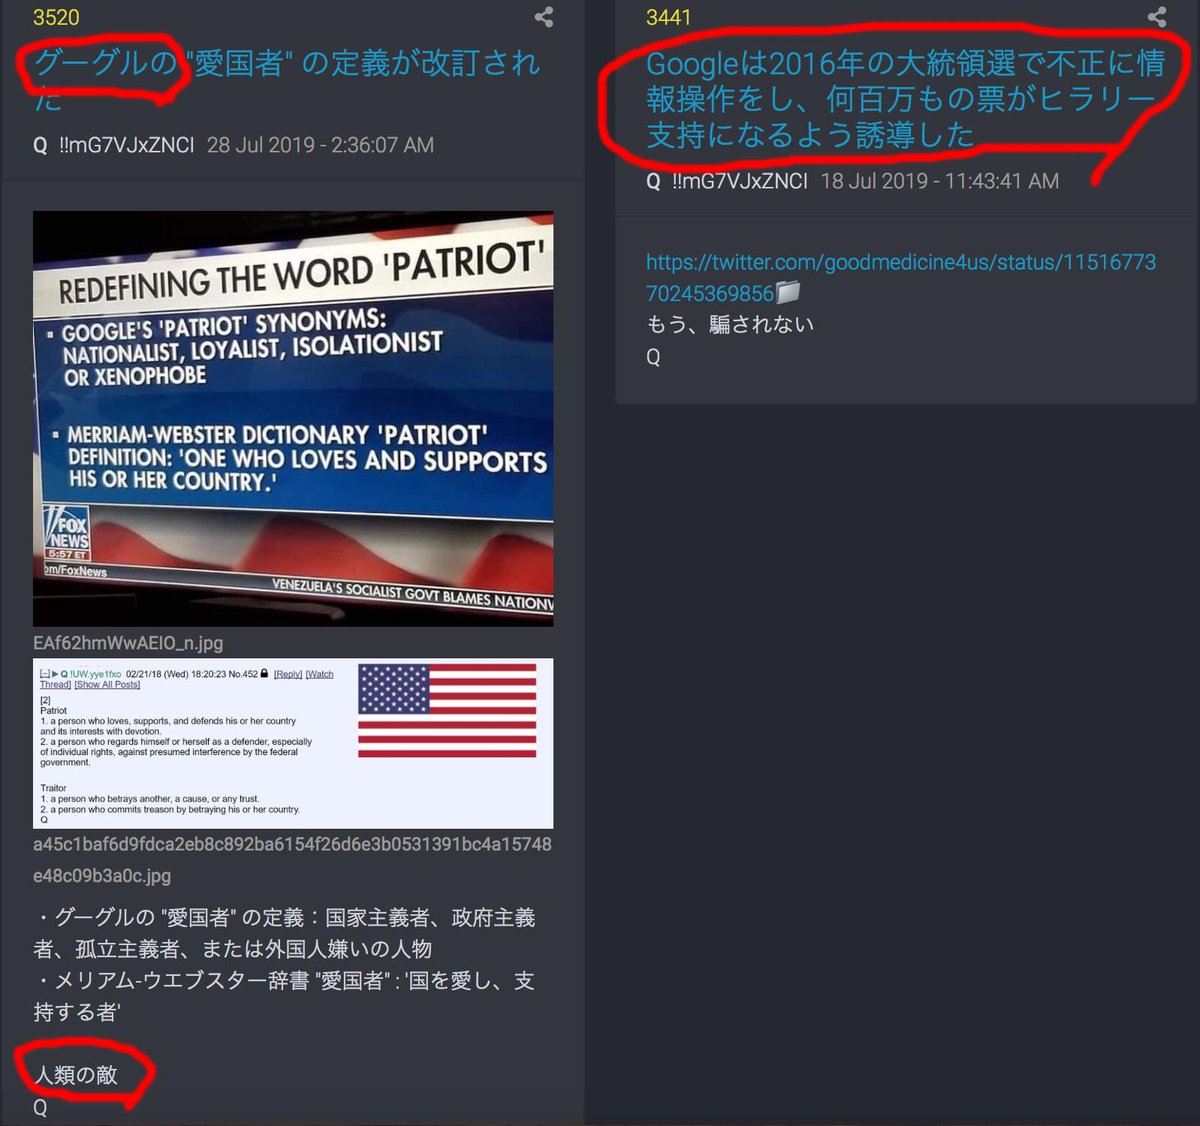 3520
グーグルの "愛国者" の定義が改訂され
た
Q !!mG7VJxZNCI 28 Jul 2019 - 2:36:07 AM
REDEFINING THE WORD 'PATRIOT'
▪ GOOGLE'S 'PATRIOT' SYNONYMS:
NATIONALIST, LOYALIST, ISOLATIONIST
OR XENOPHOBE
▪ MERRIAM-WEBSTER DICTIONARY 'PATRIOT'
DEFINITION: 'ONE WHO LOVES AND SUPPORTS
HIS OR HER COUNTRY.'
FOX
NEWS
5:57 ET
om/FoxNews
VENEZUELA'S SOCIALIST GOVT BLAMES NATIONW
EAf62hmWwAEIO_n.jpg
[–]▶ Q !UW.yye1fxo 02/21/18 (Wed) 18:20:23 No.452 [Reply] [Watch
Thread] [Show All Posts]
[2]
Patriot
1. a person who loves, supports, and defends his or her country
and its interests with devotion.
2. a person who regards himself or herself as a defender, especially
of individual rights, against presumed interference by the federal
government.
Traitor
1. a person who betrays another, a cause, or any trust.
2. a person who commits treason by betraying his or her country.
Q
a45c1baf6d9fdca2eb8c892ba6154f26d6e3b0531391bc4a15748
e48c09b3a0c.jpg
・グーグルの "愛国者" の定義：国家主義者、政府主義
者、孤立主義者、または外国人嫌いの人物
・メリアム-ウエブスター辞書 "愛国者" : '国を愛し、支
持する者'
人類の敵
Q
3441
Googleは2016年の大統領選で不正に情
報操作をし、何百万もの票がヒラリー
支持になるよう誘導した
Q !!mG7VJxZNCI 18 Jul 2019 - 11:43:41 AM
https://twitter.com/goodmedicine4us/status/11516773
70245369856
もう、騙されない
Q